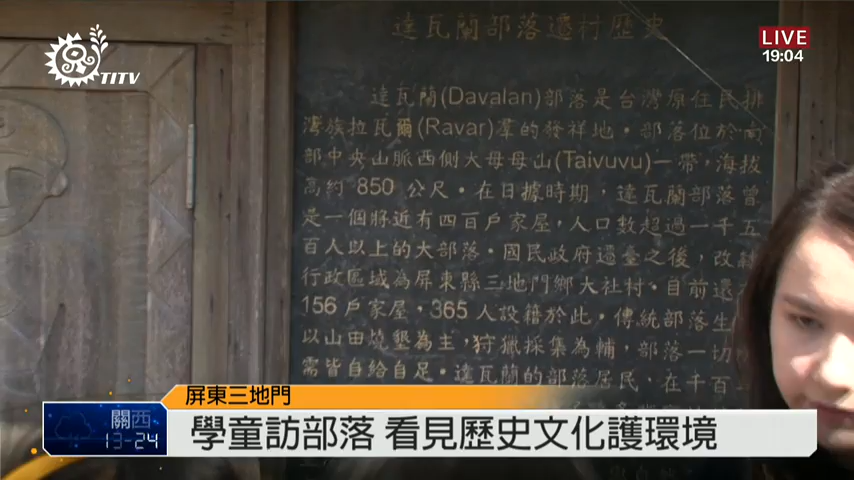 TITV
LIVE
19:04
達瓦蘭部落遷村歷史
達瓦蘭(Davalan)部落是台灣原住民排
灣族拉瓦爾(Ravar)羣的發祥地。部落位於
部中央山脈西側大母母山(Taivuvu)一帶，海拔
高約 850 公尺。在日據時期，達瓦蘭部落曾
是一個將近有四百戶家屋，人口數超過一千五
百人以上的大部落。國民政府遷臺之後，改
行政區域為屏東縣三地門鄉大社村。目前還
156 戶家屋，365 人設籍於此。傳統部落生
以山田燒墾為主，狩獵採集為輔，部落一切
需皆自給自足。達瓦蘭的部落居民，在千百
屏東三地門
關西
13-24
學童訪部落 看見歷史文化護環境